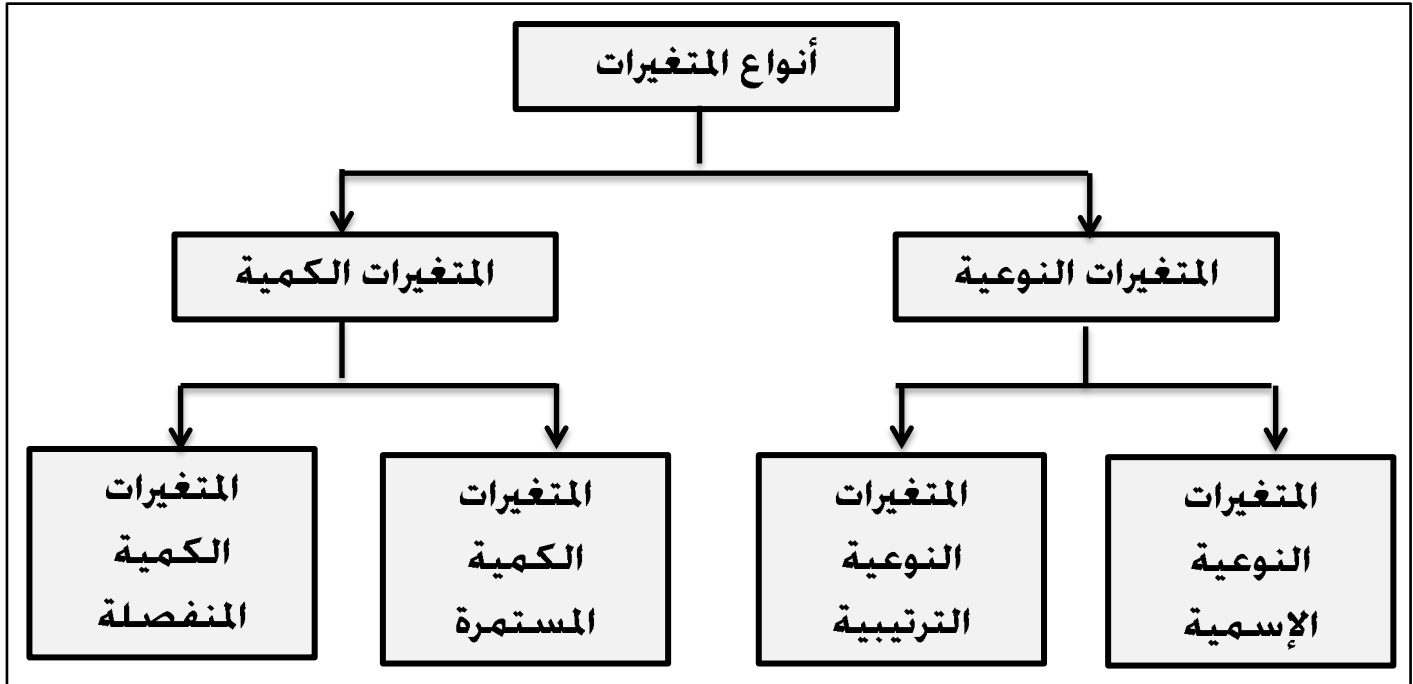 أنواع المتغيرات
المتغيرات النوعية
المتغيرات الكمية
المتغيرات
النوعية
الإسمية
المتغيرات
النوعية
الترتيبية
المتغيرات
الكمية
المستمرة
المتغيرات
الكمية
المنفصلة